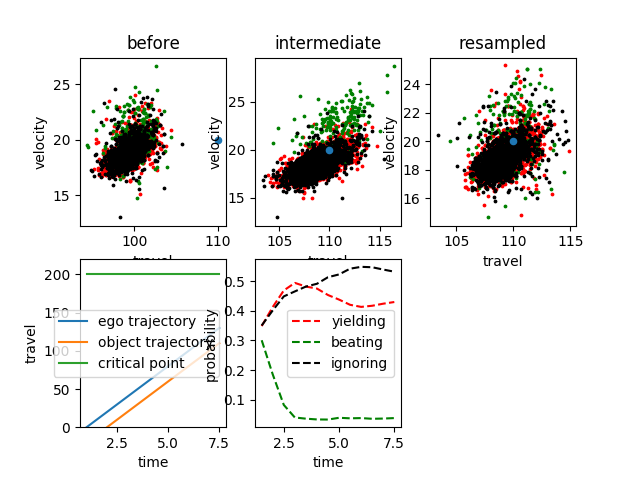 before
intermediate
resampled
velocity
25
20
15
100
110
travel
velocity
25
20
15
105
110
115
travel
velocity
24
22
20
18
16
105
110
115
travel
travel
200
150
100
50
0
ego trajectory
object trajectory
critical point
2.5
5.0
7.5
time
probability
0.5
0.4
0.3
0.2
0.1
yielding
beating
ignoring
2.5
5.0
7.5
time